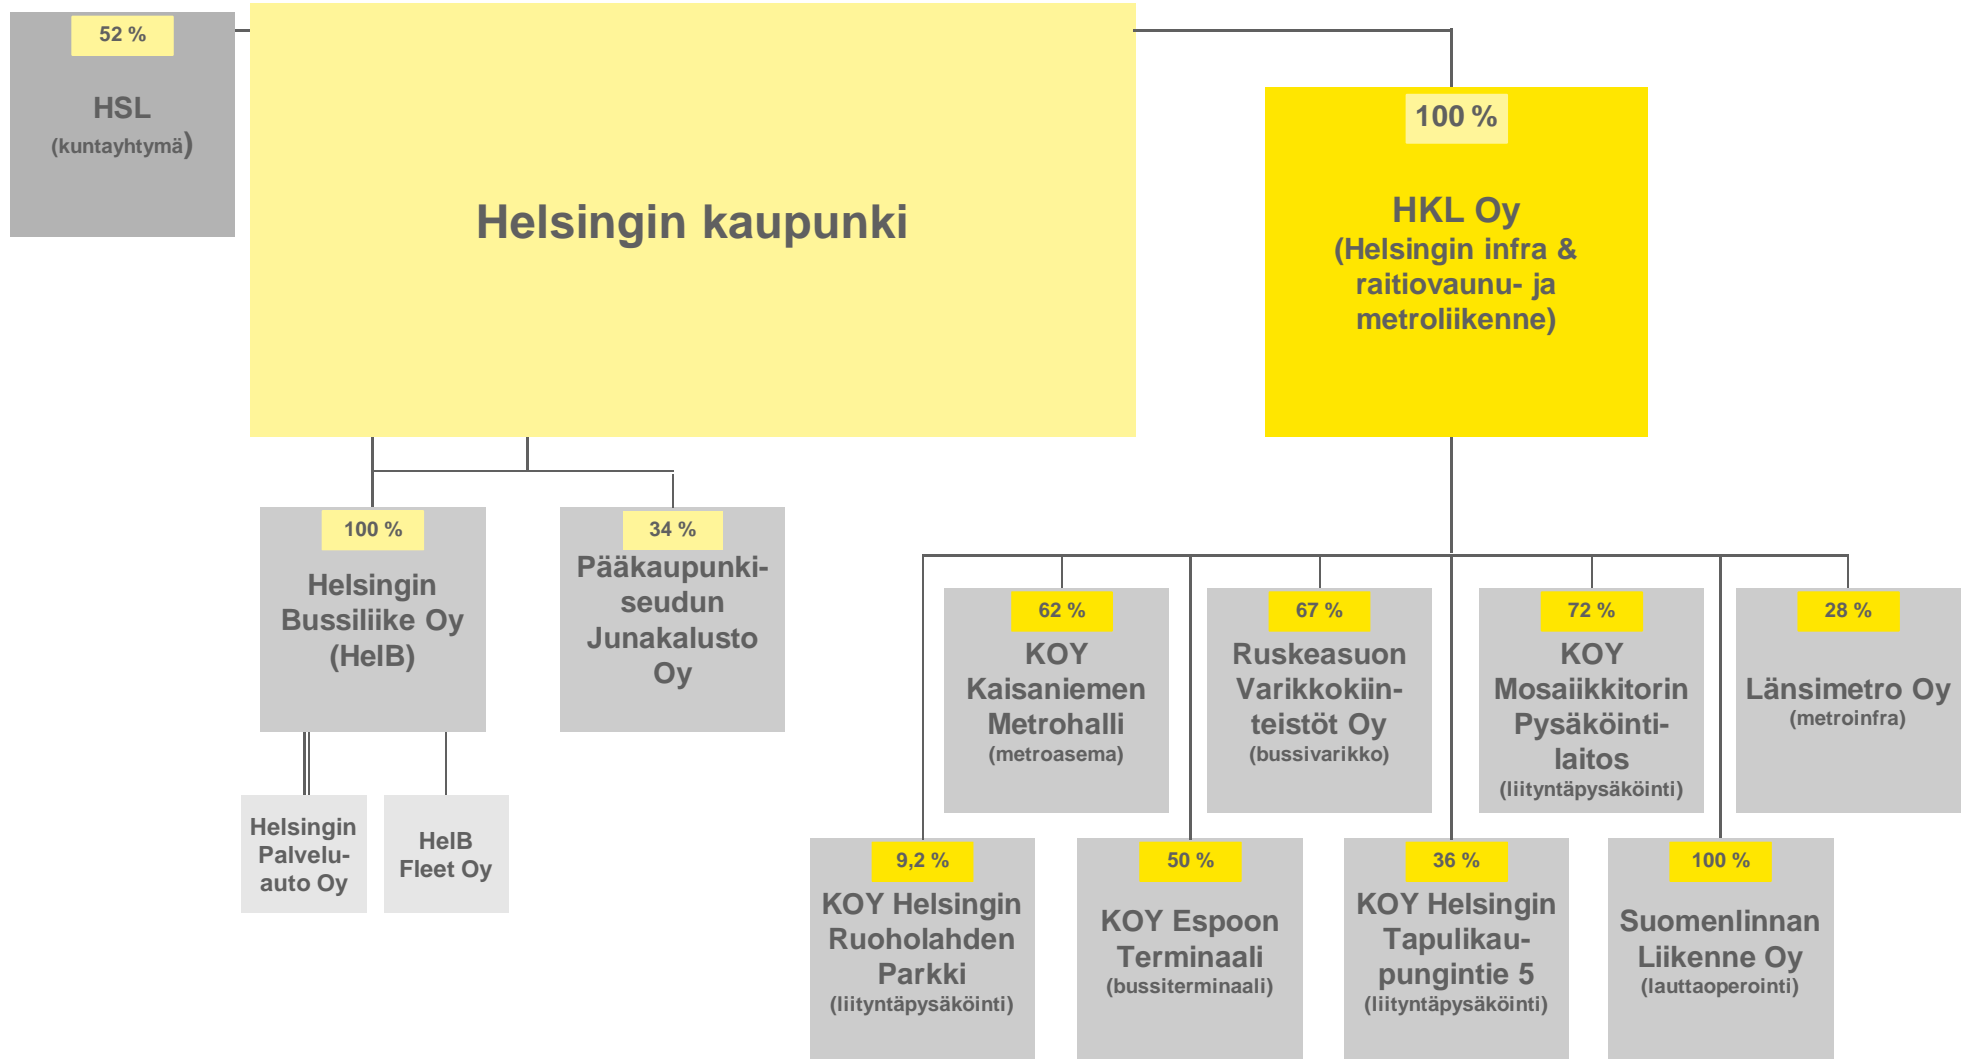 52 %
HSL
(kuntayhtymä)
Helsingin kaupunki
100 %
HKL Oy
(Helsingin infra &
raitiovaunu- ja
metroliikenne)
100 %
Helsingin
Bussiliike Oy
(HelB)
34 %
Pääkaupunki-
seudun
Junakalusto
Oy
Helsingin
Palvelu-
auto Oy
HelB
Fleet Oy
62 %
KOY
Kaisaniemen
Metrohalli
(metroasema)
67 %
Ruskeasuon
Varikkokiin-
teistöt Oy
(bussivarikko)
72 %
KOY
Mosaiikkitorin
Pysäköinti-
laitos
(liityntäpysäköinti)
28 %
Länsimetro Oy
(metroinfra)
9,2 %
KOY Helsingin
Ruoholahden
Parkki
(liityntäpysäköinti)
50 %
KOY Espoon
Terminaali
(bussiterminaali)
36 %
KOY Helsingin
Tapulikau-
pungintie 5
(liityntäpysäköinti)
100 %
Suomenlinnan
Liikenne Oy
(lauttaoperointi)